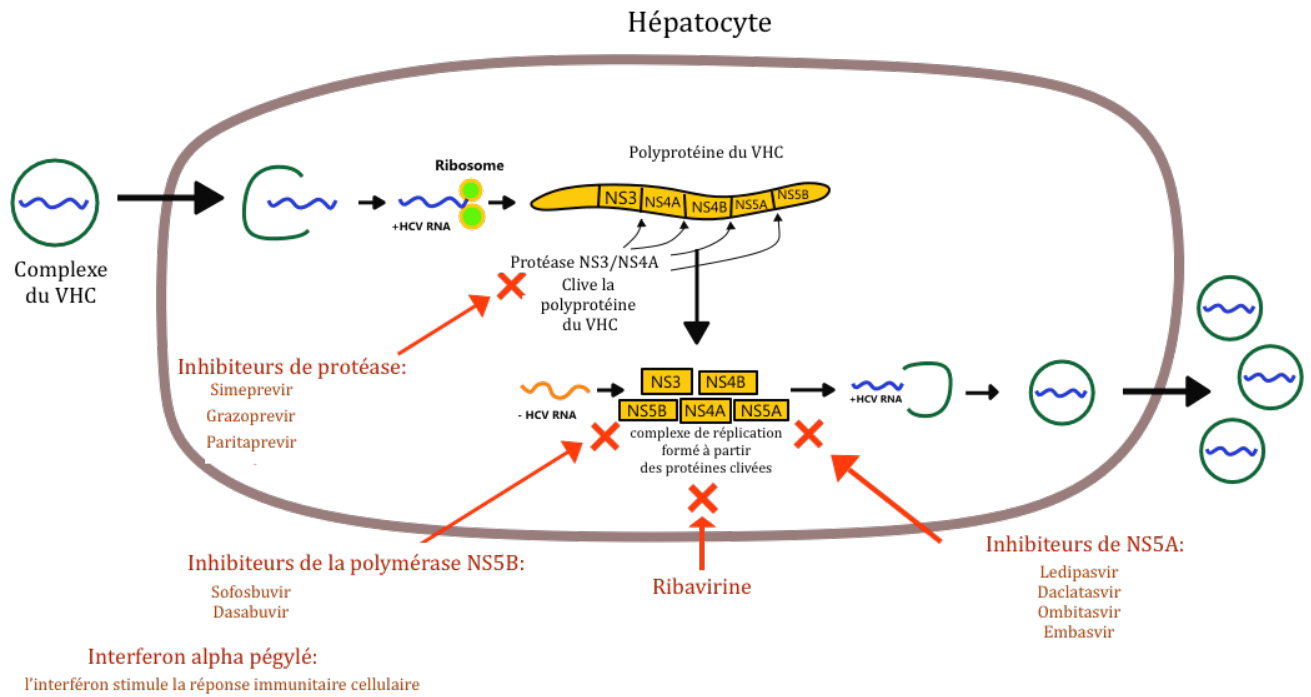 Hépatocyte
Polyprotéine du VHC
Ribosome
NS3
NS4A
NS4B
NS5A
NS5B
+HCV RNA
Complexe
du VHC
Protéase NS3/NS4A
Clive la
polyprotéine
du VHC
Inhibiteurs de protéase:
Simeprevir
Grazoprevir
Paritaprevir
NS3
NS4B
- HCV RNA
NS5B
NS4A
NS5A
+HCV RNA
complexe de réplication
formé à partir
des protéines clivées
Inhibiteurs de la polymérase NS5B:
Sofosbuvir
Dasabuvir
Ribavirine
Inhibiteurs de NS5A:
Ledipasvir
Daclatasvir
Ombitasvir
Embasvir
Interferon alpha pégylé:
l'interféron stimule la réponse immunitaire cellulaire